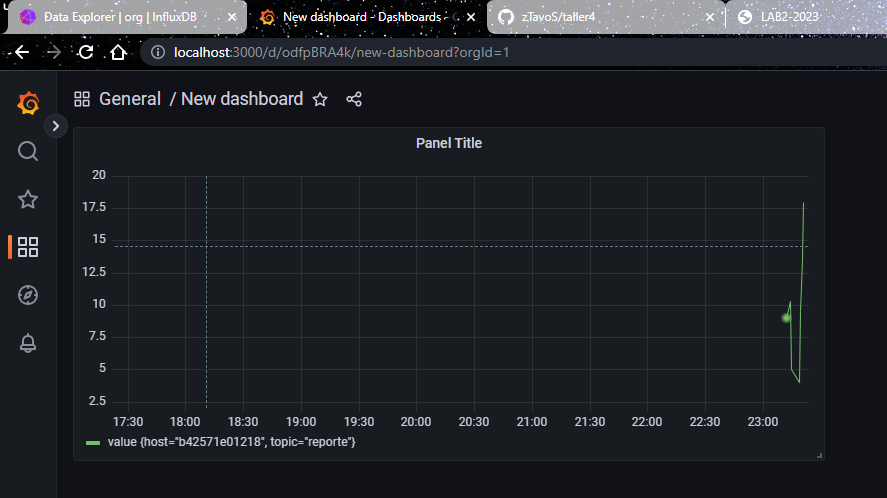 Data Explorer | org | InfluxDB
New dashboard - Dashboards -
zTavoS/taller4
LAB2-2023
localhost:3000/d/odfpBRA4k/new-dashboard?orgId=1
General / New dashboard
Panel Title
20
17.5
15
12.5
10
7.5
5
2.5
17:30 18:00 18:30 19:00 19:30 20:00 20:30 21:00 21:30 22:00 22:30 23:00
value {host="b42571e01218", topic="reporte"}